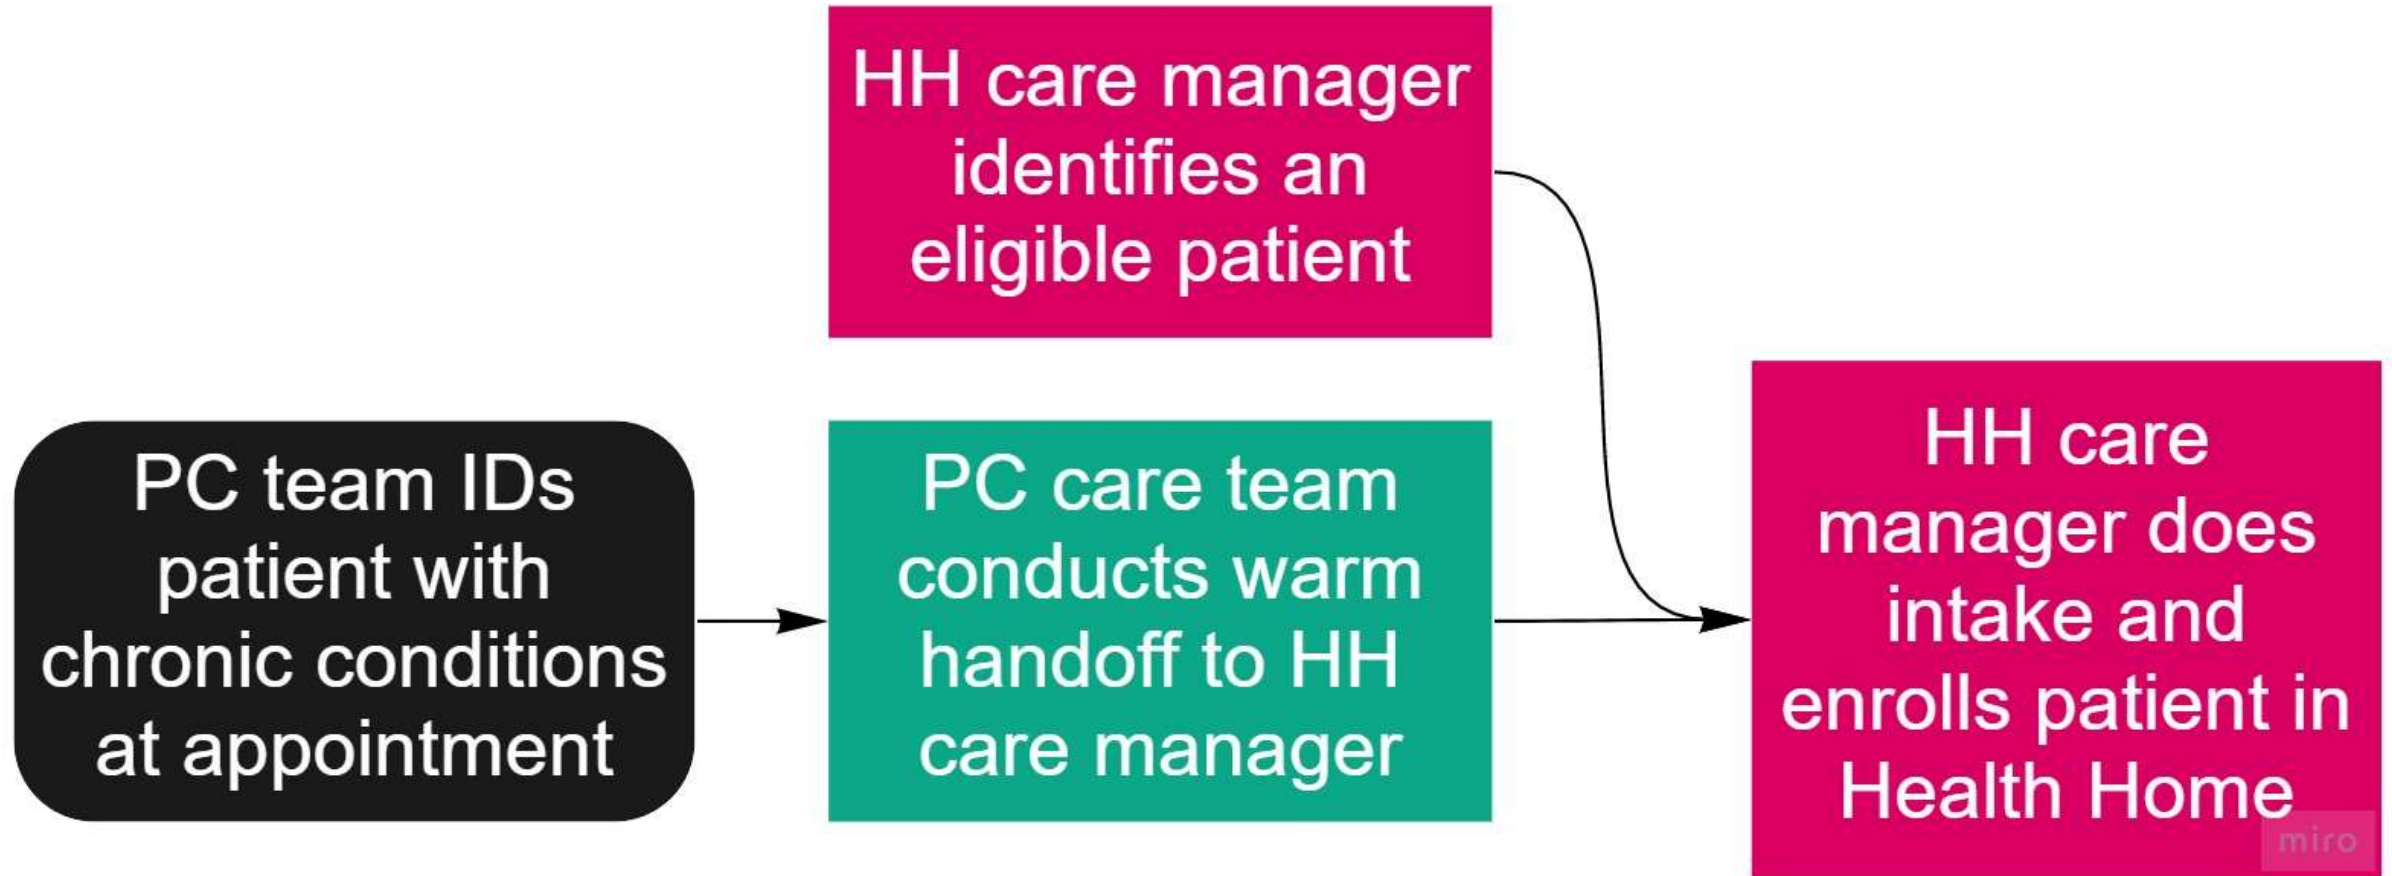 HH care manager
identifies an
eligible patient
PC team IDs
patient with
chronic conditions
at appointment
PC care team
conducts warm
handoff to HH
care manager
HH care
manager does
intake and
enrolls patient in
Health Home
miro